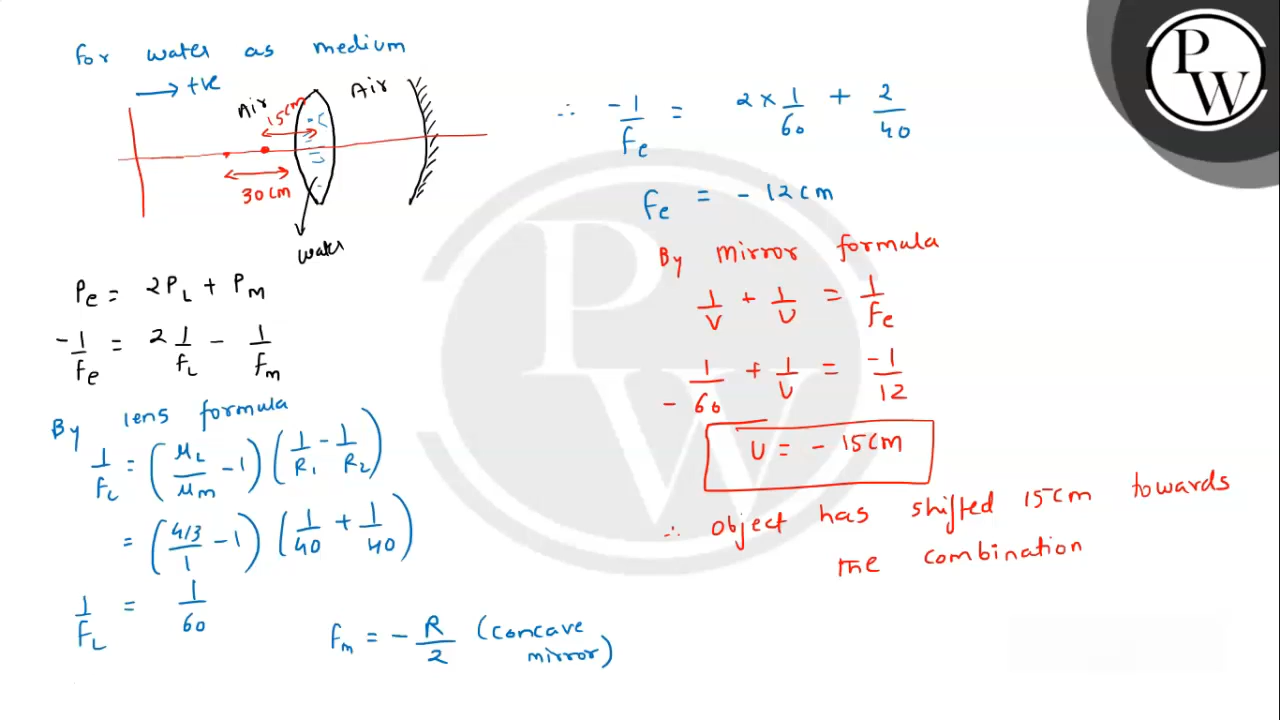 For water as medium
→ +ve
Air
Air
15cm
30cm
water
Pe = 2PL + PM
-1/Fe = 2 1/FL - 1/Fm
By lens formula
1/FL = (μL/μm - 1) (1/R1 - 1/R2)
= (4/3/1 - 1) (1/40 + 1/40)
1/FL = 1/60
Fm = - R/2 (concave
mirror)
∴ -1/Fe = 2 × 1/60 + 2/40
Fe = - 12cm
By mirror formula
1/V + 1/U = 1/Fe
- 1/60 + 1/U = -1/12
U = - 15cm
∴ object has shifted 15cm towards
the combination
P
W
P
W